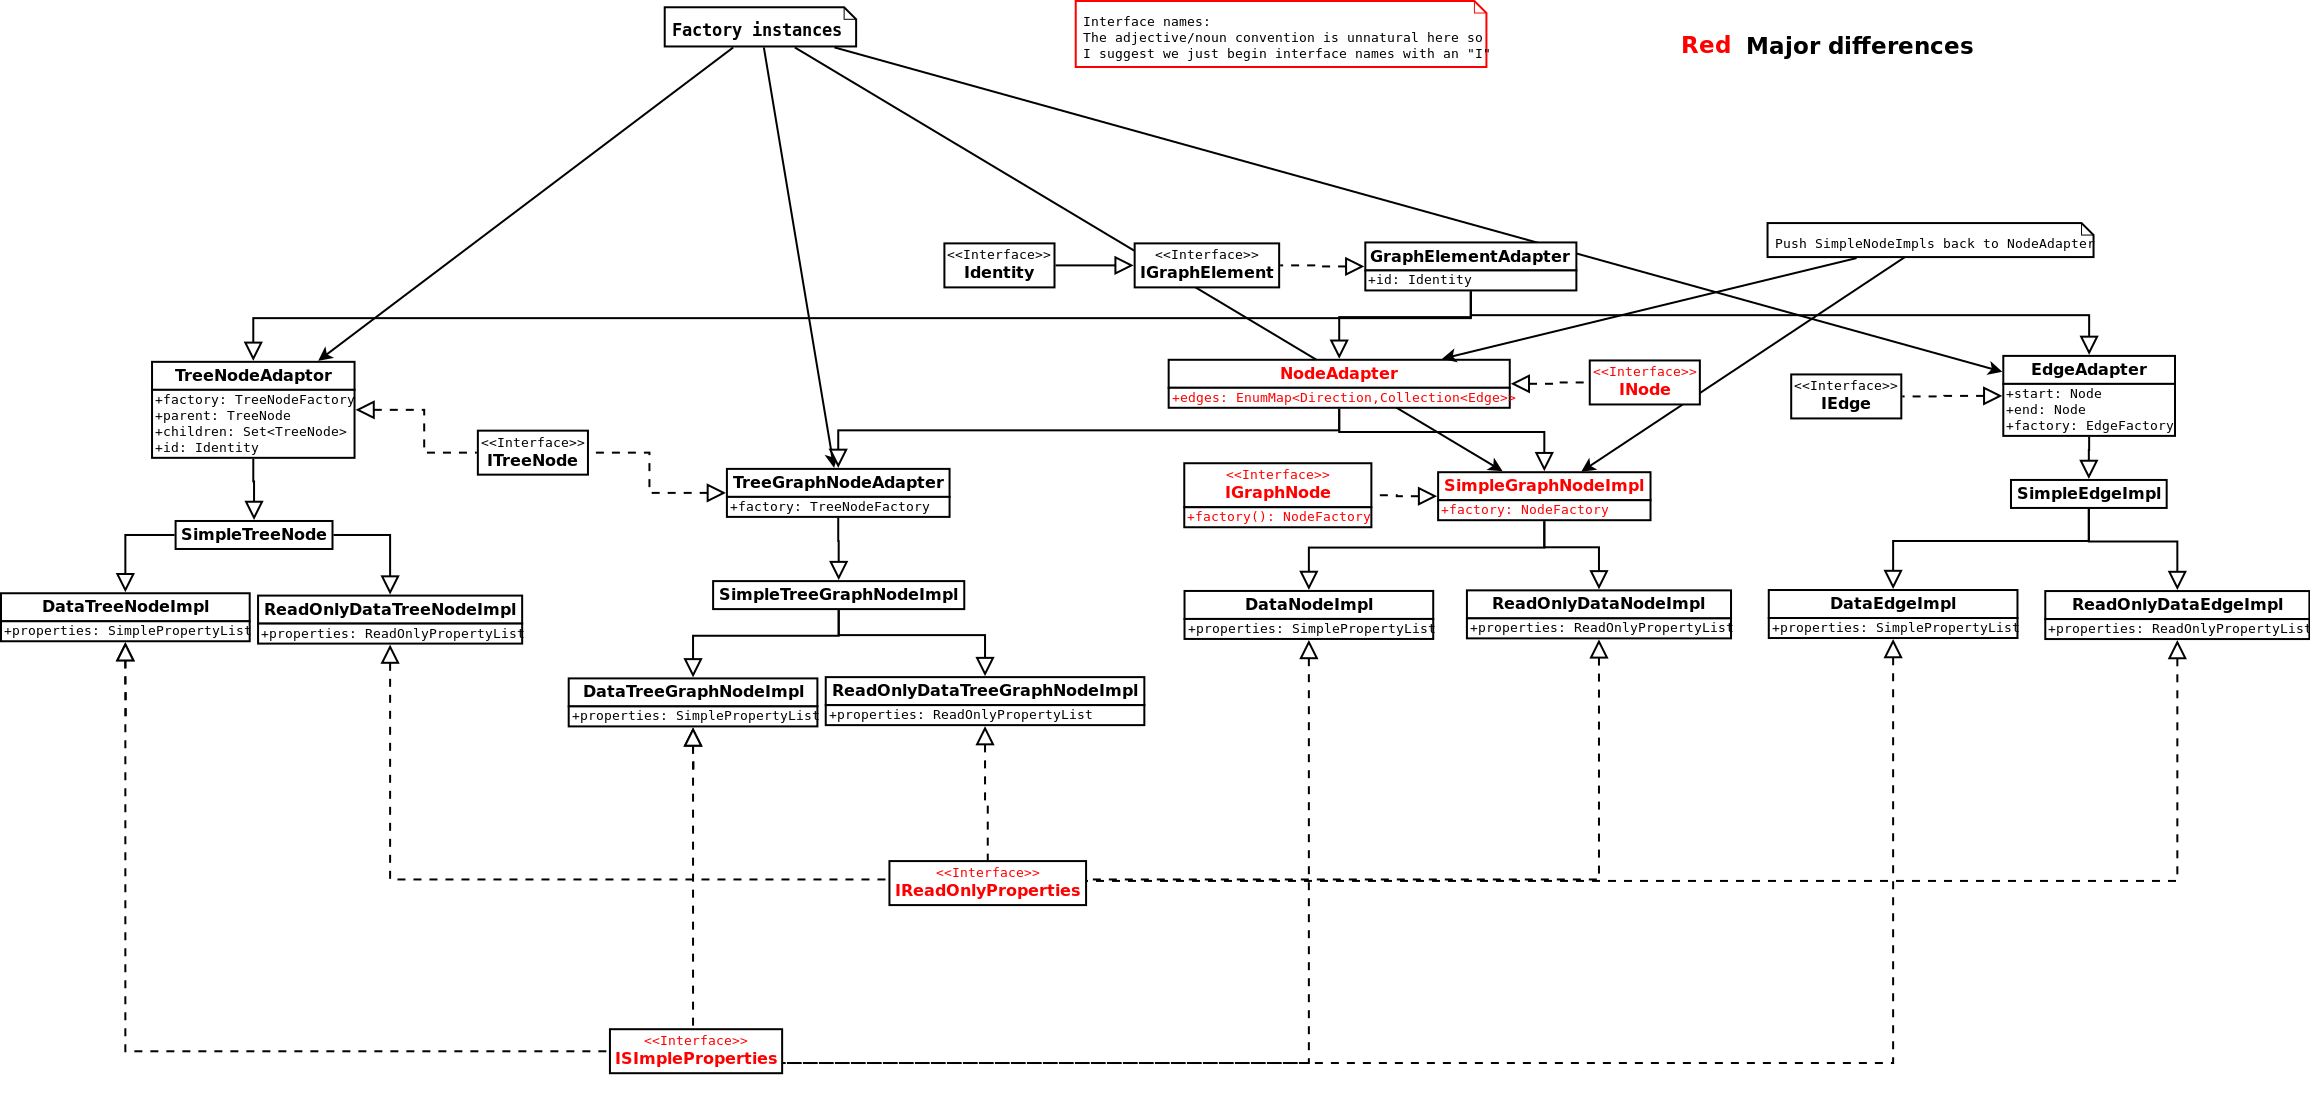 Factory instances
Interface names:
The adjective/noun convention is unnatural here so
I suggest we just begin interface names with an "I"
Red Major differences
Push SimpleNodeImpls back to NodeAdapter
<<Interface>>
Identity
<<Interface>>
IGraphElement
GraphElementAdapter
+id: Identity
TreeNodeAdaptor
+factory: TreeNodeFactory
+parent: TreeNode
+children: Set<TreeNode>
+id: Identity
NodeAdapter
+edges: EnumMap<Direction,Collection<Edge>>
<<Interface>>
INode
<<Interface>>
IEdge
EdgeAdapter
+start: Node
+end: Node
+factory: EdgeFactory
<<Interface>>
ITreeNode
TreeGraphNodeAdapter
+factory: TreeNodeFactory
<<Interface>>
IGraphNode
+factory(): NodeFactory
SimpleGraphNodeImpl
+factory: NodeFactory
SimpleEdgeImpl
SimpleTreeNode
DataTreeNodeImpl
+properties: SimplePropertyList
ReadOnlyDataTreeNodeImpl
+properties: ReadOnlyPropertyList
SimpleTreeGraphNodeImpl
DataNodeImpl
+properties: SimplePropertyList
ReadOnlyDataNodeImpl
+properties: ReadOnlyPropertyList
DataEdgeImpl
+properties: SimplePropertyList
ReadOnlyDataEdgeImpl
+properties: ReadOnlyPropertyList
DataTreeGraphNodeImpl
+properties: SimplePropertyList
ReadOnlyDataTreeGraphNodeImpl
+properties: ReadOnlyPropertyList
<<Interface>>
IReadOnlyProperties
<<Interface>>
ISImpleProperties